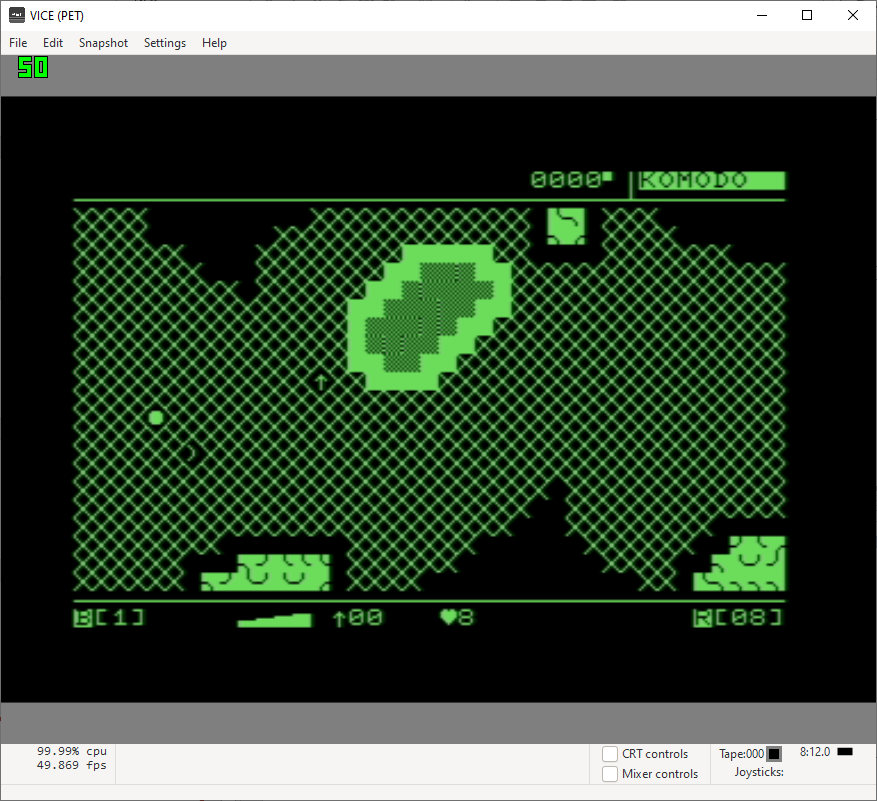 VICE (PET)
File Edit Snapshot Settings Help
50
0000 KOMODO
↑
B[1] ↑00 ♥8 R[08]
99.99% cpu
49.869 fps
CRT controls
Mixer controls
Tape:000
Joysticks:
8:12.0